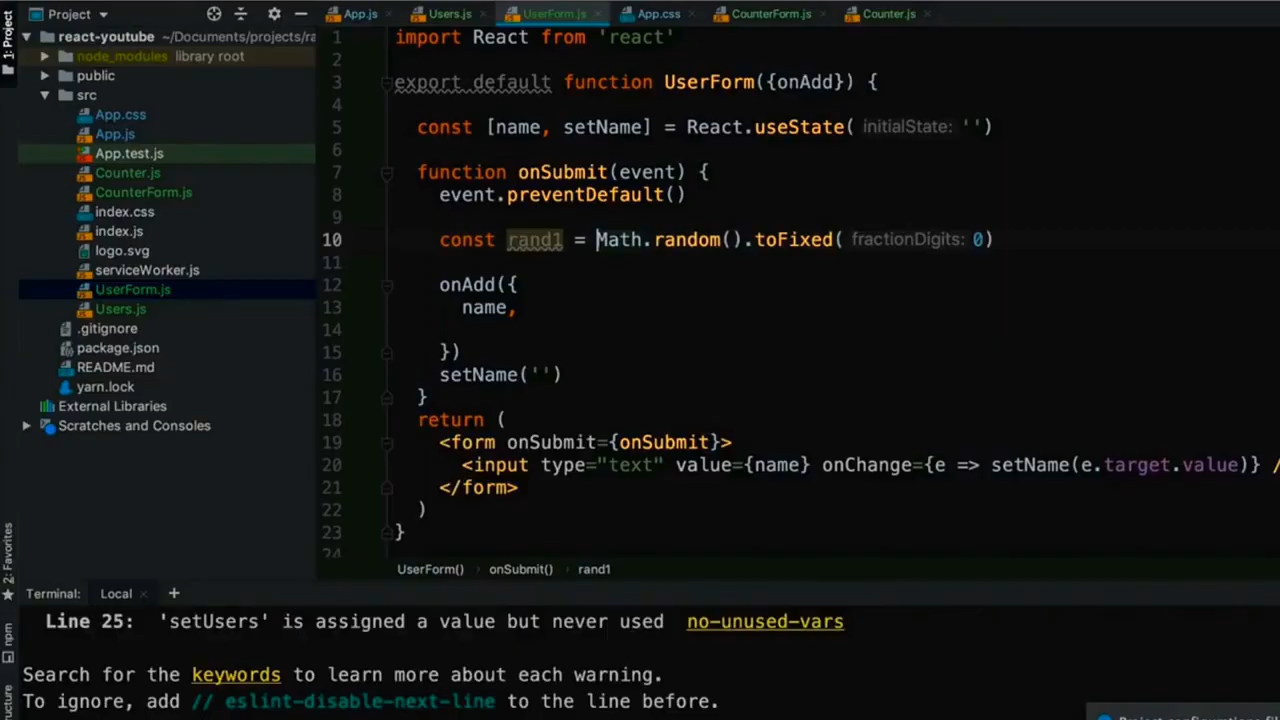 1: Project
Project
App.js
Users.js
UserForm.js
App.css
CounterForm.js
Counter.js
react-youtube ~/Documents/projects/ra
node_modules library root
public
src
App.css
App.js
App.test.js
Counter.js
CounterForm.js
index.css
index.js
logo.svg
serviceWorker.js
UserForm.js
Users.js
.gitignore
package.json
README.md
yarn.lock
External Libraries
Scratches and Consoles
1 import React from 'react'
2
3 export default function UserForm({onAdd}) {
4
5 const [name, setName] = React.useState( initialState: '')
6
7 function onSubmit(event) {
8 event.preventDefault()
9
10 const rand1 = Math.random().toFixed( fractionDigits: 0)
11
12 onAdd({
13 name,
14
15 })
16 setName('')
17 }
18 return (
19 <form onSubmit={onSubmit}>
20 <input type="text" value={name} onChange={e => setName(e.target.value)} /
21 </form>
22 )
23 }
24
UserForm() onSubmit() rand1
2: Favorites
npm
Terminal: Local +
Line 25: 'setUsers' is assigned a value but never used no-unused-vars
Search for the keywords to learn more about each warning.
To ignore, add // eslint-disable-next-line to the line before.